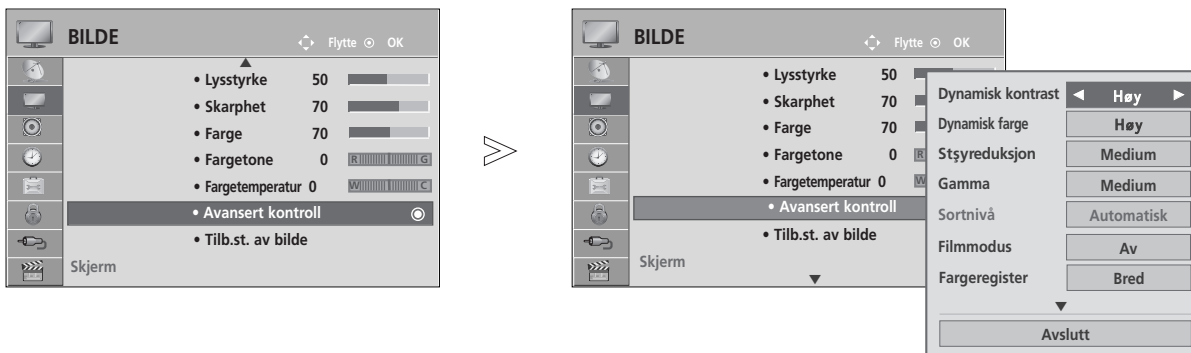 BILDE
Flytte OK
• Lysstyrke 50
• Skarphet 70
• Farge 70
• Fargetone 0 R G
• Fargetemperatur 0 W C
• Avansert kontroll
• Tilb.st. av bilde
Skjerm
>
BILDE
Flytte OK
• Lysstyrke 50
• Skarphet 70
• Farge 70
• Fargetone 0 R
• Fargetemperatur 0 W
• Avansert kontroll
• Tilb.st. av bilde
Skjerm
Dynamisk kontrast Høy
Dynamisk farge Høy
Stşyreduksjon Medium
Gamma Medium
Sortnivå Automatisk
Filmmodus Av
Fargeregister Bred
Avslutt